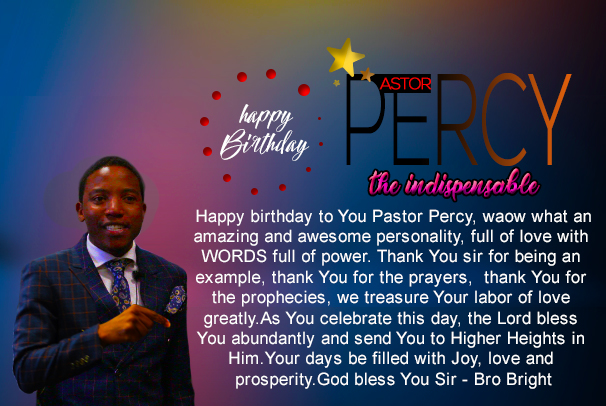 happy
Birthday
PASTOR
PERCY
the indispensable
Happy birthday to You Pastor Percy, waow what an
amazing and awesome personality, full of love with
WORDS full of power. Thank You sir for being an
example, thank You for the prayers, thank You for
the prophecies, we treasure Your labor of love
greatly.As You celebrate this day, the Lord bless
You abundantly and send You to Higher Heights in
Him.Your days be filled with Joy, love and
prosperity.God bless You Sir - Bro Bright